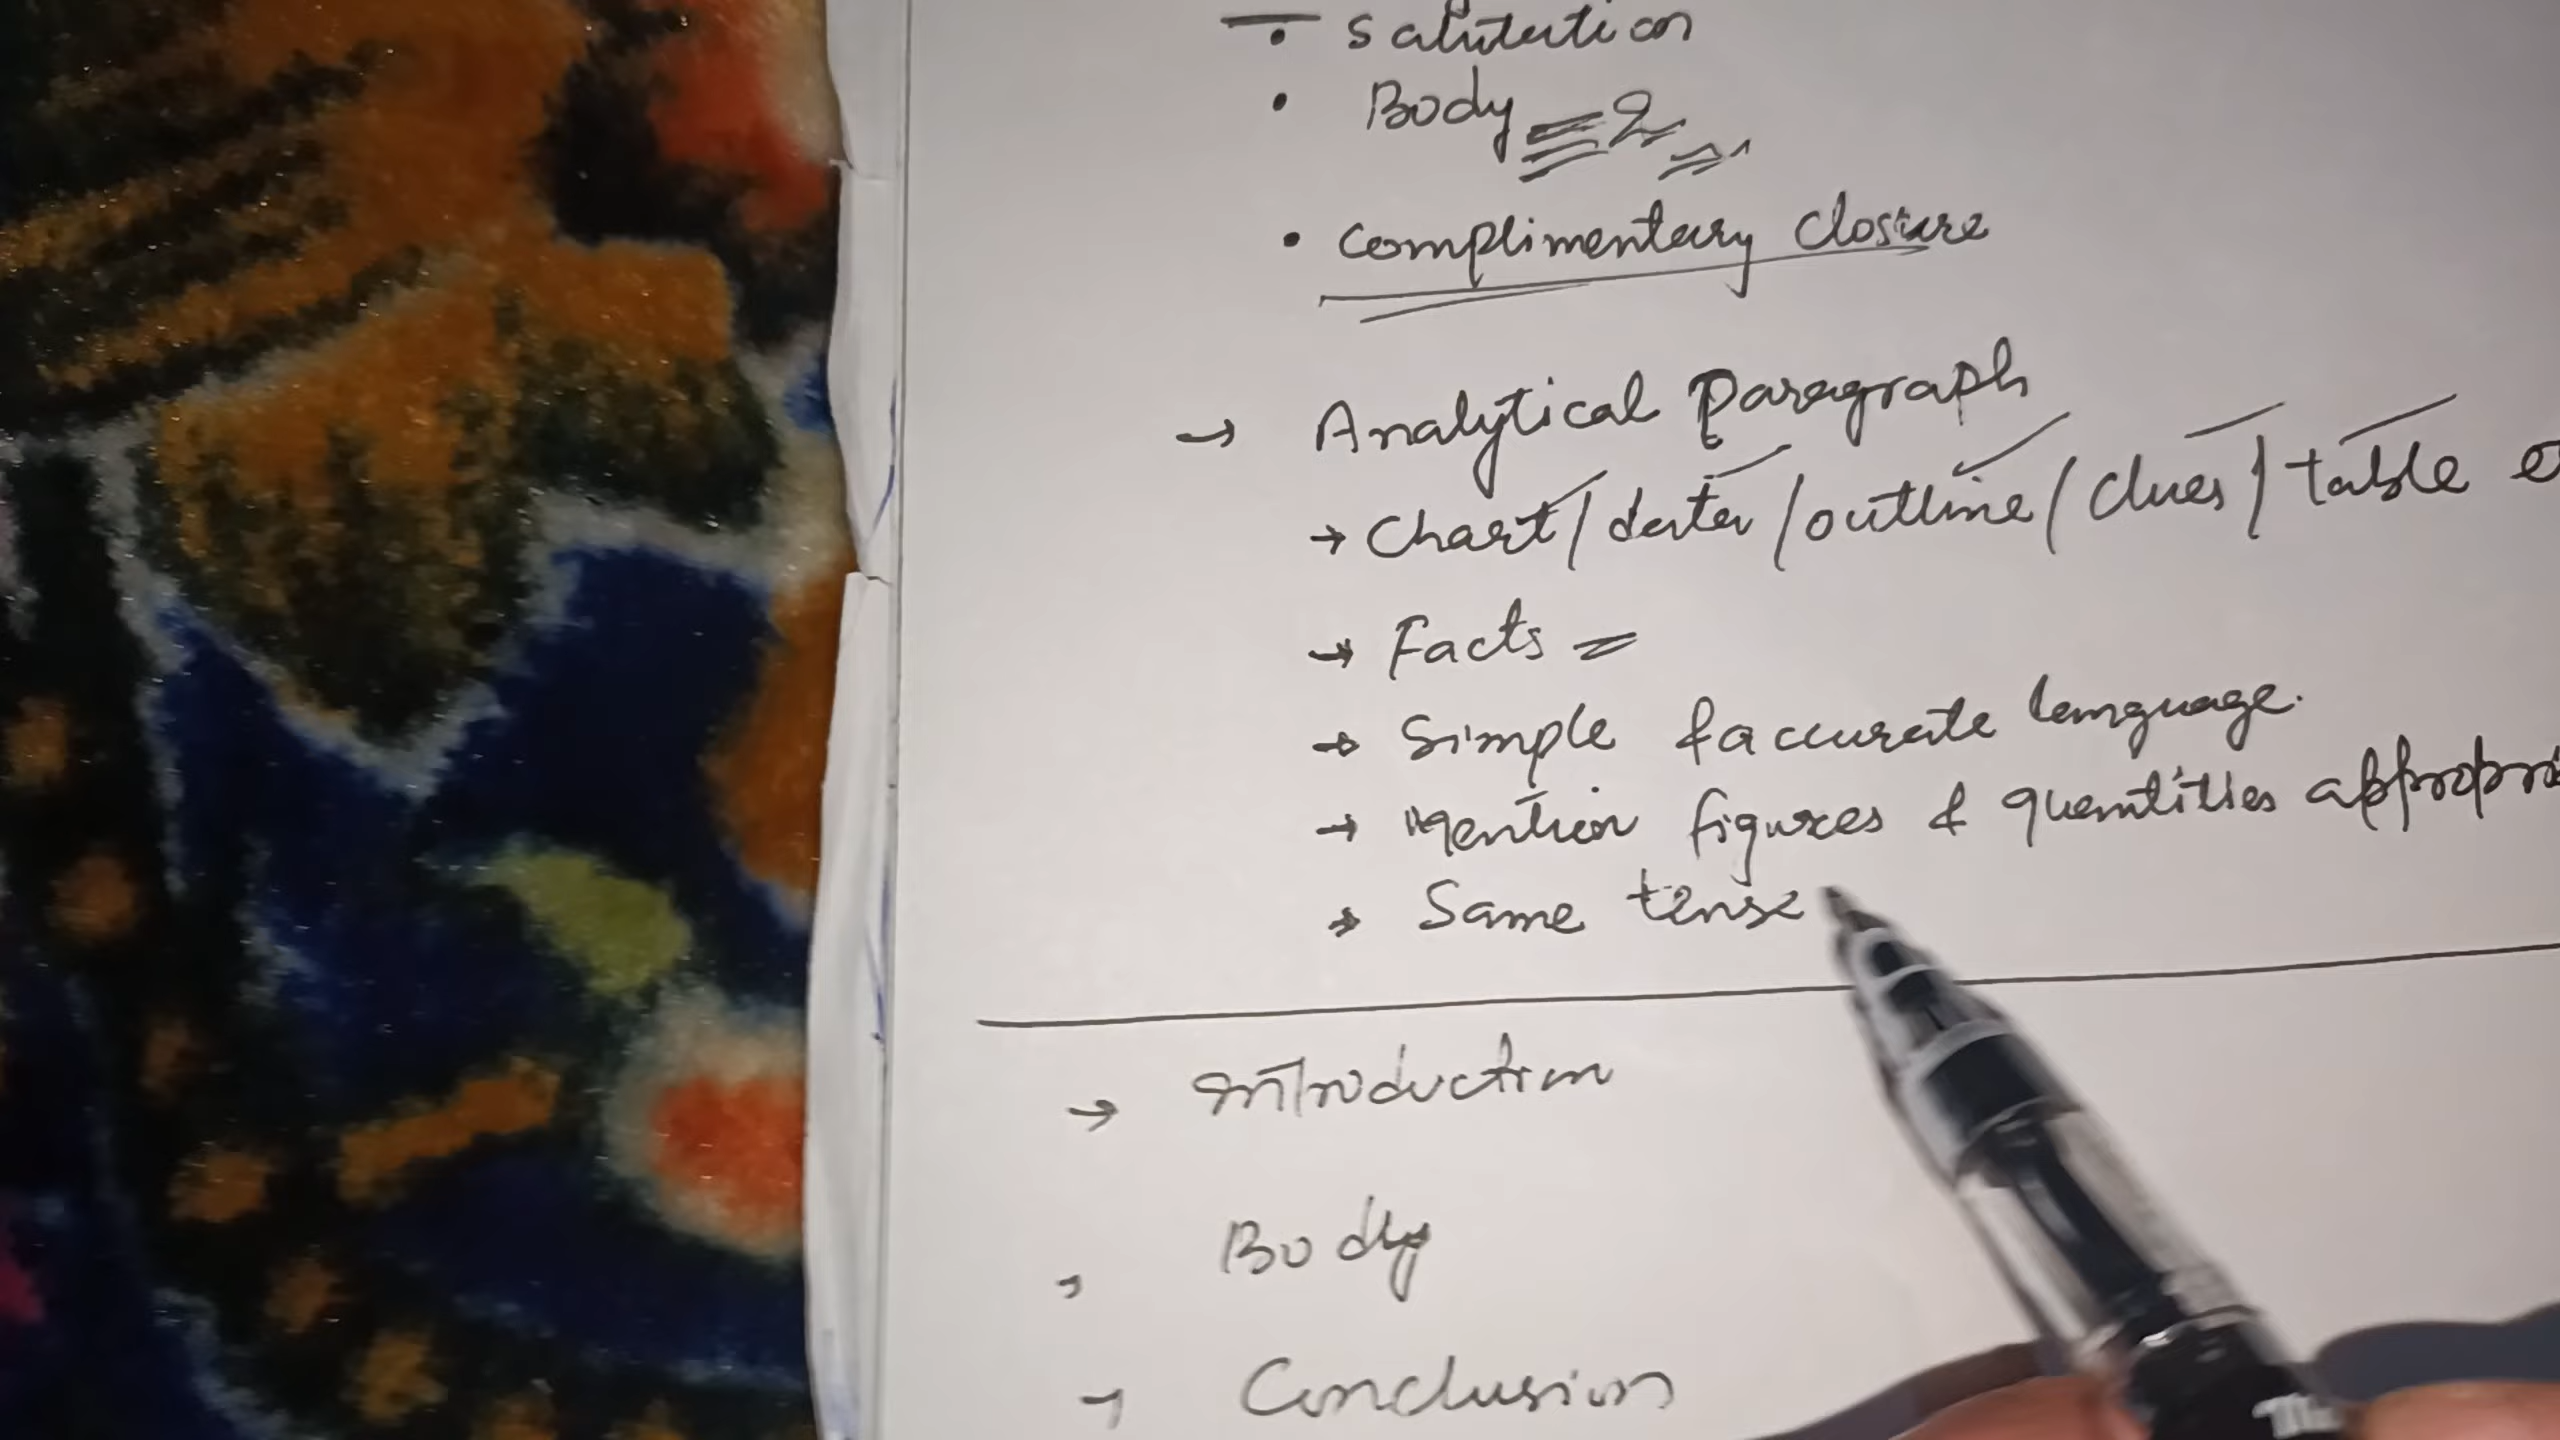 • Salutution
• Body
• Complimentary Closure
→ Analytical Paragraph
→ Chart/data/outline/Clues/table
→ Facts =
→ Simple & accurate language.
→ Mention figures & quantities
→ Same tense
→ Introduction
Body
→ Conclusion